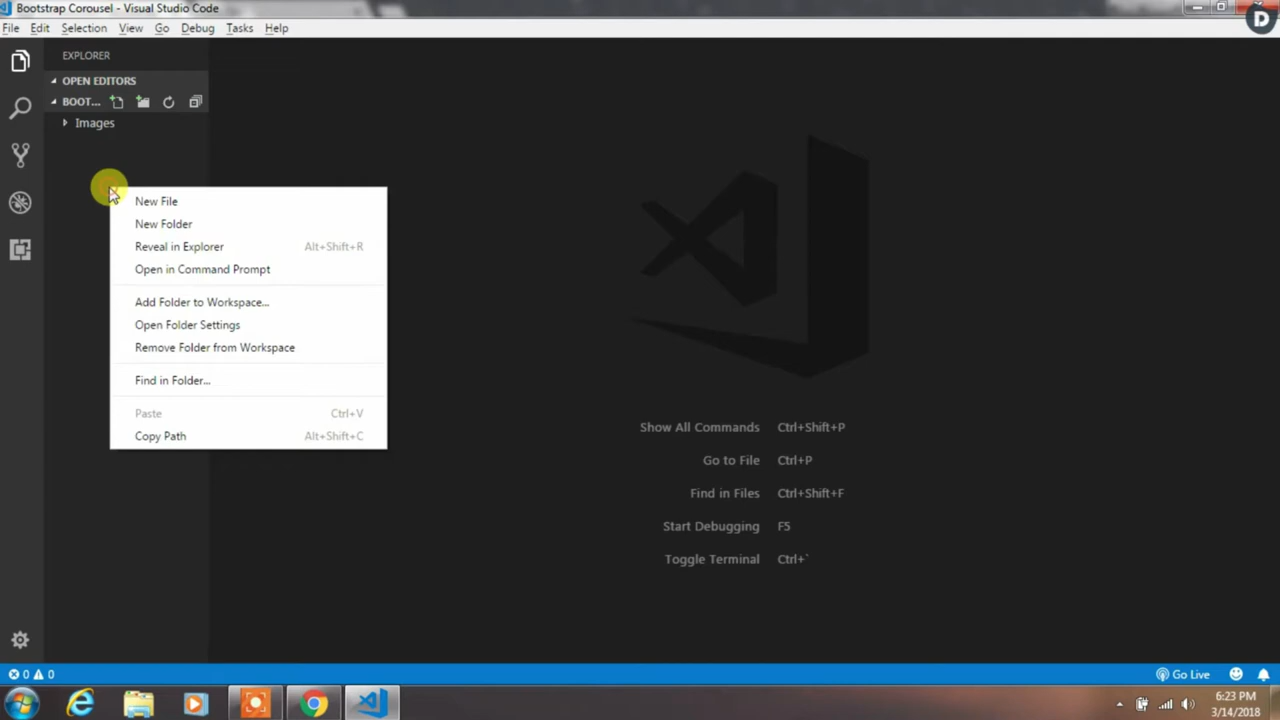 Bootstrap Corousel - Visual Studio Code
File Edit Selection View Go Debug Tasks Help
D
EXPLORER
OPEN EDITORS
BOOT...
Images
New File
New Folder
Reveal in Explorer Alt+Shift+R
Open in Command Prompt
Add Folder to Workspace...
Open Folder Settings
Remove Folder from Workspace
Find in Folder...
Paste Ctrl+V
Copy Path Alt+Shift+C
Show All Commands Ctrl+Shift+P
Go to File Ctrl+P
Find in Files Ctrl+Shift+F
Start Debugging F5
Toggle Terminal Ctrl+`
0 0 Go Live
6:23 PM
3/14/2018